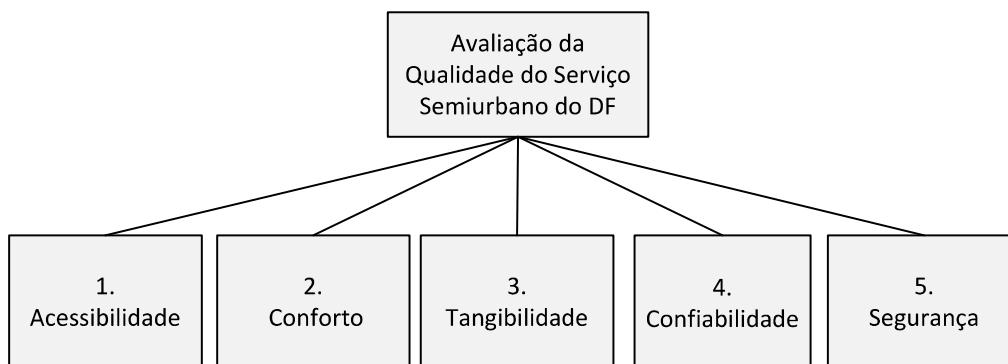 Avaliação da
Qualidade do Serviço
Semiurbano do DF
1.
Acessibilidade
2.
Conforto
3.
Tangibilidade
4.
Confiabilidade
5.
Segurança